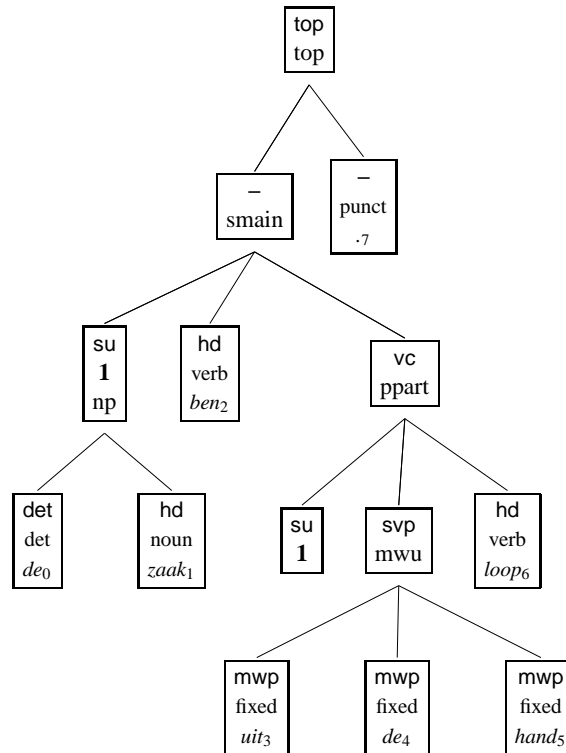 top
top
–
smain
–
punct
.7
su
1
np
hd
verb
ben2
vc
ppart
det
det
de0
hd
noun
zaak1
su
1
svp
mwu
hd
verb
loop6
mwp
fixed
uit3
mwp
fixed
de4
mwp
fixed
hand5